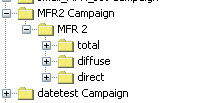 MFR2 Campaign
MFR 2
total
diffuse
direct
datetest Campaign